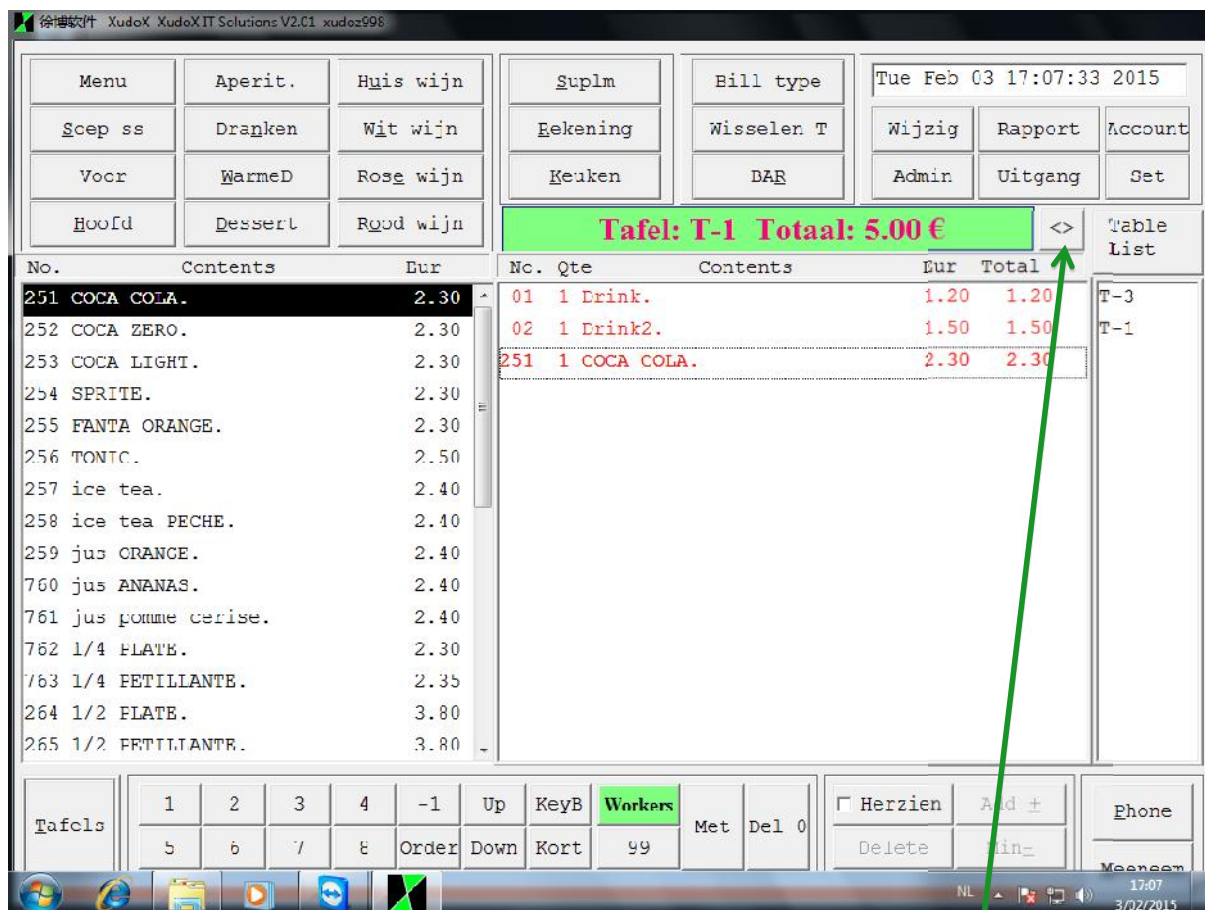 徐博软件 XudoX XudoX IT Solutions V2.01 xudoz998
Menu Aperit. Huis wijn Suplm Bill type Tue Feb 03 17:07:33 2015
Soep ss Dranken Wit wijn Rekening Wisselen T Wijzig Rapport Account
Voor WarmeD Rose wijn Keuken BAR Admin Uitgang Set
Hoofd Dessert Rood wijn Tafel: T-1 Totaal: 5.00 € <> Table List
No. Contents Eur No. Qte Contents Eur Total
251 COCA COLA. 2.30 01 1 Drink. 1.20 1.20 T-3
252 COCA ZERO. 2.30 02 1 Drink2. 1.50 1.50 T-1
253 COCA LIGHT. 2.30 251 1 COCA COLA. 2.30 2.30
254 SPRITE. 2.30
255 FANTA ORANGE. 2.30
256 TONIC. 2.50
257 ice tea. 2.40
258 ice tea PECHE. 2.40
259 jus ORANGE. 2.40
260 jus ANANAS. 2.40
261 jus pomme cerise. 2.40
262 1/4 PLATE. 2.30
263 1/4 PETILLANTE. 2.35
264 1/2 PLATE. 3.80
265 1/2 PETILLANTE. 3.80
Tafels 1 2 3 4 -1 Up KeyB Workers Met Del 0 Herzien Add ± Phone
5 6 7 8 Order Down Kort 99 Delete Min-
NL 17:07
3/02/2015